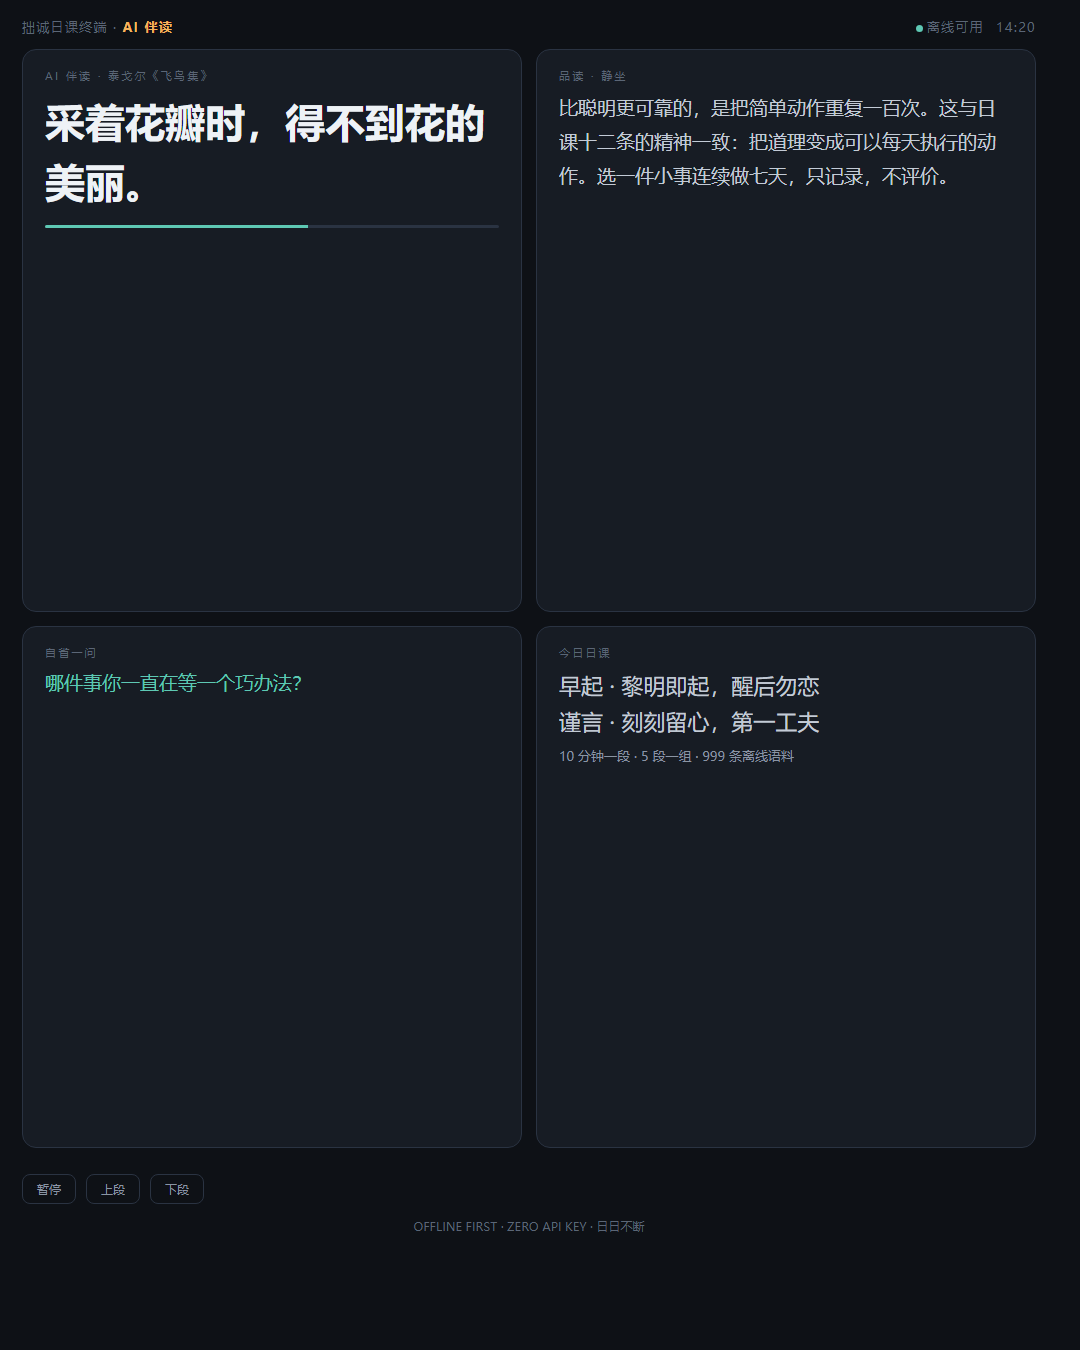 拙诚日课终端 · AI 伴读
离线可用 14:20
AI 伴读 · 泰戈尔《飞鸟集》
采着花瓣时，得不到花的
美丽。
品读 · 静坐
比聪明更可靠的，是把简单动作重复一百次。这与日
课十二条的精神一致：把道理变成可以每天执行的动
作。选一件小事连续做七天，只记录，不评价。
自省一问
哪件事你一直在等一个巧办法？
今日日课
早起 · 黎明即起，醒后勿恋
谨言 · 刻刻留心，第一工夫
10 分钟一段 · 5 段一组 · 999 条离线语料
暂停
上段
下段
OFFLINE FIRST · ZERO API KEY · 日日不断